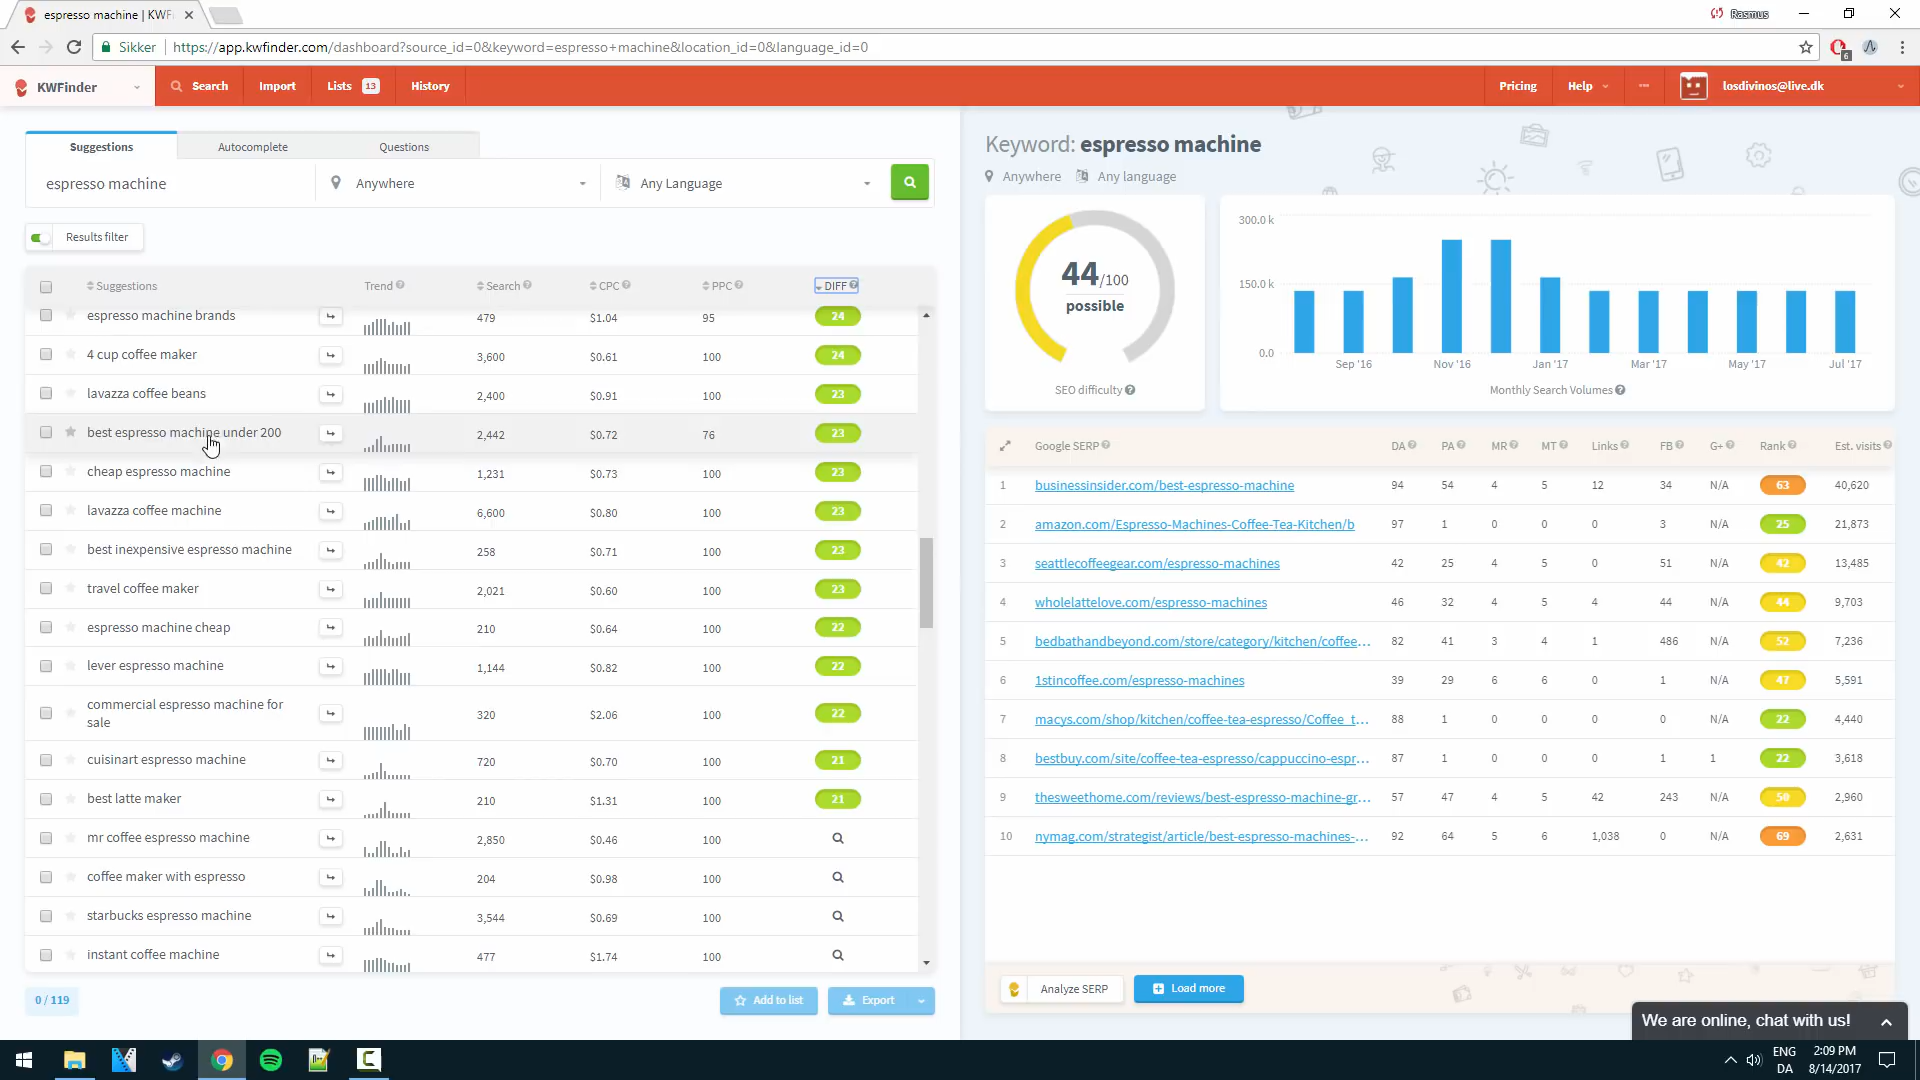 espresso machine | KWFi
Rasmus
Sikker
https://app.kwfinder.com/dashboard?source_id=0&keyword=espresso+machine&location_id=0&language_id=0
6
KWFinder
Search
Import
Lists 13
History
Pricing
Help
losdivinos@live.dk
Suggestions
Autocomplete
Questions
espresso machine
Anywhere
Any Language
Results filter
Suggestions Trend Search CPC PPC DIFF
espresso machine brands 479 $1.04 95 24
4 cup coffee maker 3,600 $0.61 100 24
lavazza coffee beans 2,400 $0.91 100 23
best espresso machine under 200 2,442 $0.72 76 23
cheap espresso machine 1,231 $0.73 100 23
lavazza coffee machine 6,600 $0.80 100 23
best inexpensive espresso machine 258 $0.71 100 23
travel coffee maker 2,021 $0.60 100 23
espresso machine cheap 210 $0.64 100 22
lever espresso machine 1,144 $0.82 100 22
commercial espresso machine for
sale 320 $2.06 100 22
cuisinart espresso machine 720 $0.70 100 21
best latte maker 210 $1.31 100 21
mr coffee espresso machine 2,850 $0.46 100
coffee maker with espresso 204 $0.98 100
starbucks espresso machine 3,544 $0.69 100
instant coffee machine 477 $1.74 100
0 / 119
Add to list
Export
Keyword: espresso machine
Anywhere
Any language
44/100
possible
SEO difficulty
300.0 k
150.0 k
0.0
Sep '16 Nov '16 Jan '17 Mar '17 May '17 Jul '17
Monthly Search Volumes
Google SERP DA PA MR MT Links FB G+ Rank Est. visits
1 businessinsider.com/best-espresso-machine 94 54 4 5 12 34 N/A 63 40,620
2 amazon.com/Espresso-Machines-Coffee-Tea-Kitchen/b 97 1 0 0 0 3 N/A 25 21,873
3 seattlecoffeegear.com/espresso-machines 42 25 4 5 0 51 N/A 42 13,485
4 wholelattelove.com/espresso-machines 46 32 4 5 4 44 N/A 44 9,703
5 bedbathandbeyond.com/store/category/kitchen/coffee... 82 41 3 4 1 486 N/A 52 7,236
6 1stincoffee.com/espresso-machines 39 29 6 6 0 1 N/A 47 5,591
7 macys.com/shop/kitchen/coffee-tea-espresso/Coffee_t... 88 1 0 0 0 0 N/A 22 4,440
8 bestbuy.com/site/coffee-tea-espresso/cappuccino-espr... 87 1 0 0 0 1 1 22 3,618
9 thesweethome.com/reviews/best-espresso-machine-gr... 57 47 4 5 42 243 N/A 50 2,960
10 nymag.com/strategist/article/best-espresso-machines-... 92 64 5 6 1,038 0 N/A 69 2,631
Analyze SERP
Load more
We are online, chat with us!
ENG
DA
2:09 PM
8/14/2017